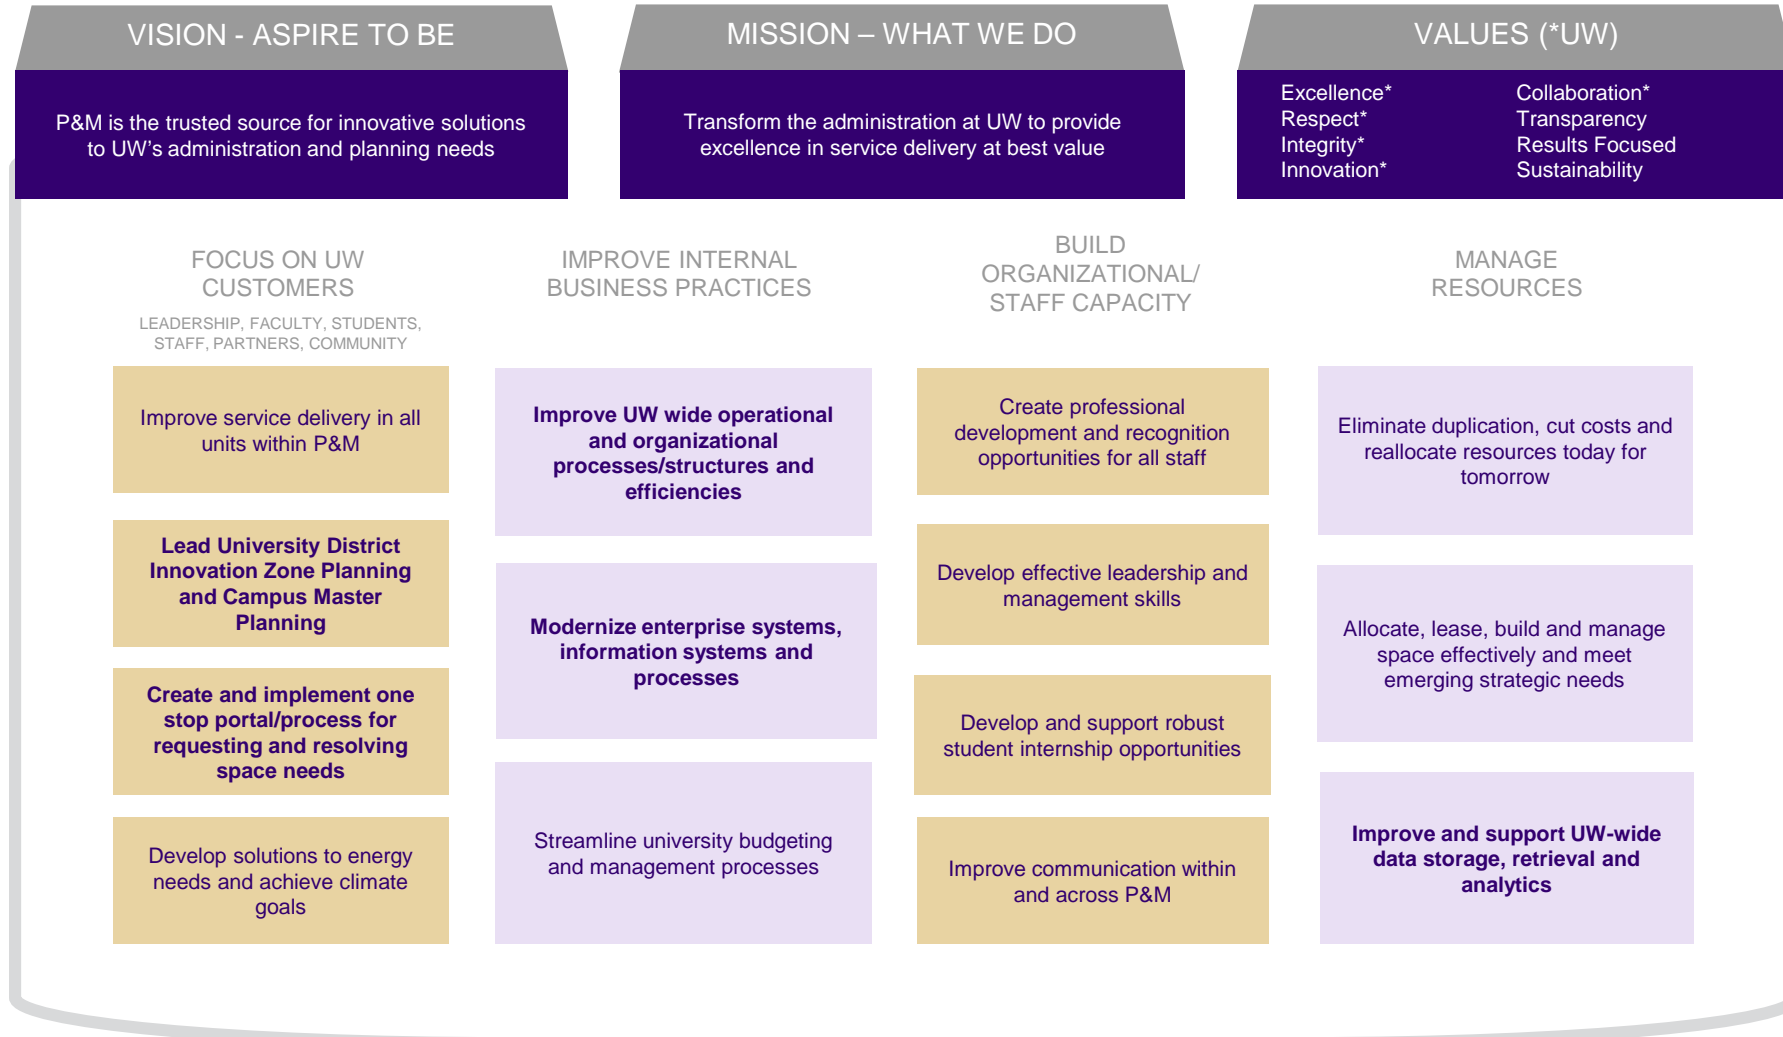 VISION - ASPIRE TO BE
P&M is the trusted source for innovative solutions
to UW's administration and planning needs
MISSION – WHAT WE DO
Transform the administration at UW to provide
excellence in service delivery at best value
VALUES (*UW)
Excellence*
Respect*
Integrity*
Innovation*
Collaboration*
Transparency
Results Focused
Sustainability
FOCUS ON UW
CUSTOMERS
LEADERSHIP, FACULTY, STUDENTS,
STAFF, PARTNERS, COMMUNITY
Improve service delivery in all
units within P&M
Lead University District
Innovation Zone Planning
and Campus Master
Planning
Create and implement one
stop portal/process for
requesting and resolving
space needs
Develop solutions to energy
needs and achieve climate
goals
IMPROVE INTERNAL
BUSINESS PRACTICES
Improve UW wide operational
and organizational
processes/structures and
efficiencies
Modernize enterprise systems,
information systems and
processes
Streamline university budgeting
and management processes
BUILD
ORGANIZATIONAL/
STAFF CAPACITY
Create professional
development and recognition
opportunities for all staff
Develop effective leadership and
management skills
Develop and support robust
student internship opportunities
Improve communication within
and across P&M
MANAGE
RESOURCES
Eliminate duplication, cut costs and
reallocate resources today for
tomorrow
Allocate, lease, build and manage
space effectively and meet
emerging strategic needs
Improve and support UW-wide
data storage, retrieval and
analytics